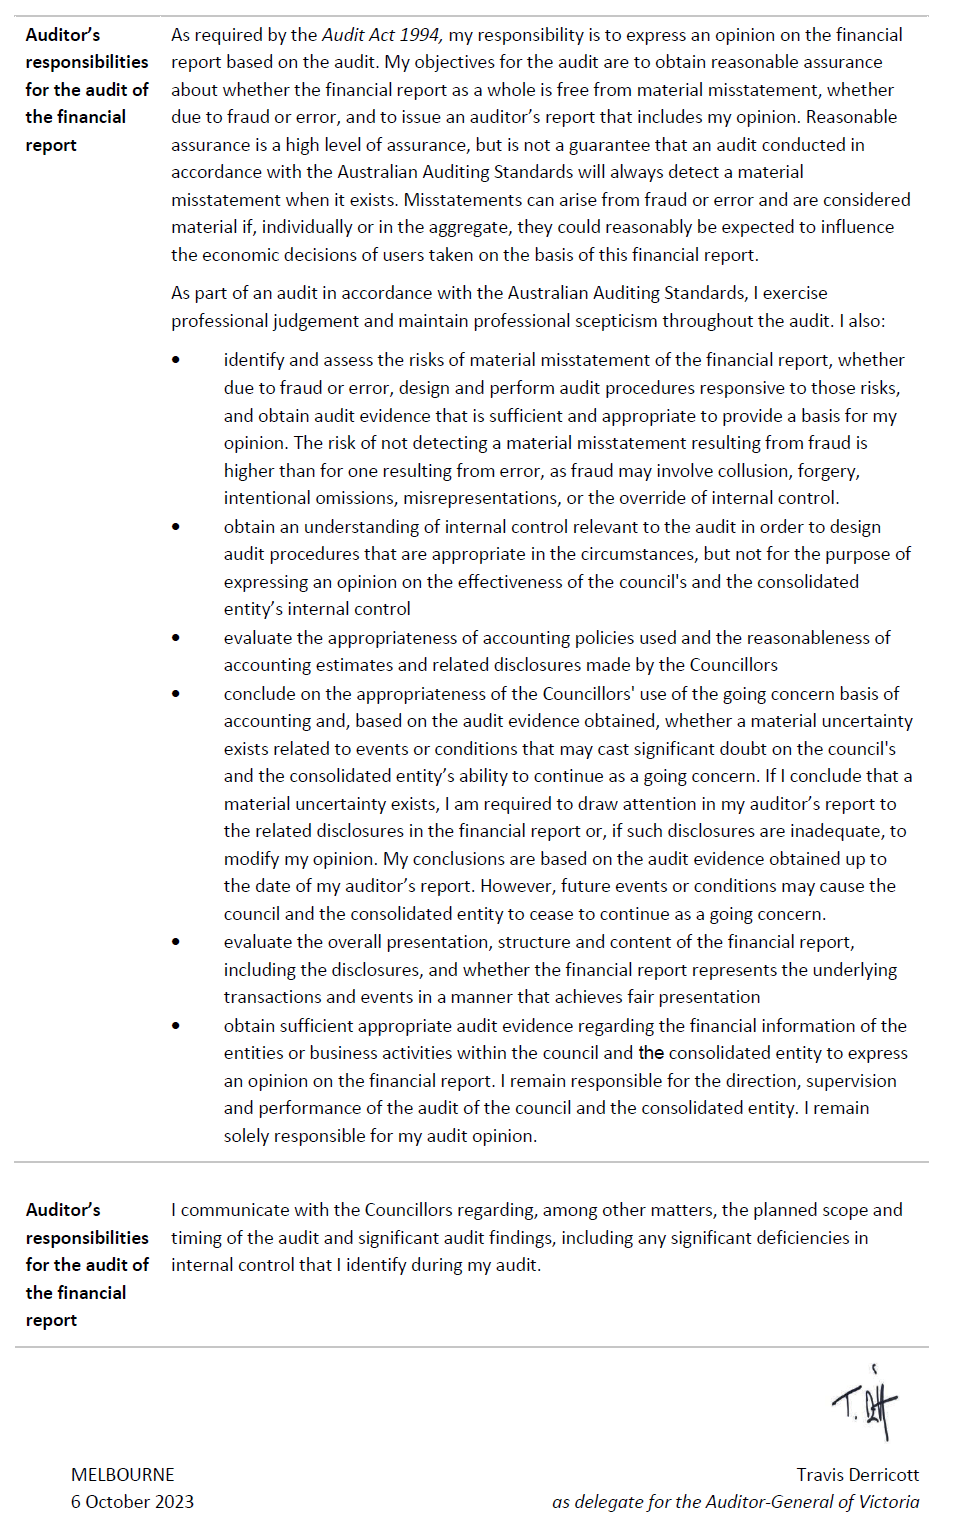 Auditor’s
responsibilities
for the audit of
the financial
report
As required by the Audit Act 1994, my responsibility is to express an opinion on the financial
report based on the audit. My objectives for the audit are to obtain reasonable assurance
about whether the financial report as a whole is free from material misstatement, whether
due to fraud or error, and to issue an auditor’s report that includes my opinion. Reasonable
assurance is a high level of assurance, but is not a guarantee that an audit conducted in
accordance with the Australian Auditing Standards will always detect a material
misstatement when it exists. Misstatements can arise from fraud or error and are considered
material if, individually or in the aggregate, they could reasonably be expected to influence
the economic decisions of users taken on the basis of this financial report.
As part of an audit in accordance with the Australian Auditing Standards, I exercise
professional judgement and maintain professional scepticism throughout the audit. I also:
• identify and assess the risks of material misstatement of the financial report, whether
due to fraud or error, design and perform audit procedures responsive to those risks,
and obtain audit evidence that is sufficient and appropriate to provide a basis for my
opinion. The risk of not detecting a material misstatement resulting from fraud is
higher than for one resulting from error, as fraud may involve collusion, forgery,
intentional omissions, misrepresentations, or the override of internal control.
• obtain an understanding of internal control relevant to the audit in order to design
audit procedures that are appropriate in the circumstances, but not for the purpose of
expressing an opinion on the effectiveness of the council's and the consolidated
entity’s internal control
• evaluate the appropriateness of accounting policies used and the reasonableness of
accounting estimates and related disclosures made by the Councillors
• conclude on the appropriateness of the Councillors' use of the going concern basis of
accounting and, based on the audit evidence obtained, whether a material uncertainty
exists related to events or conditions that may cast significant doubt on the council's
and the consolidated entity’s ability to continue as a going concern. If I conclude that a
material uncertainty exists, I am required to draw attention in my auditor’s report to
the related disclosures in the financial report or, if such disclosures are inadequate, to
modify my opinion. My conclusions are based on the audit evidence obtained up to
the date of my auditor’s report. However, future events or conditions may cause the
council and the consolidated entity to cease to continue as a going concern.
• evaluate the overall presentation, structure and content of the financial report,
including the disclosures, and whether the financial report represents the underlying
transactions and events in a manner that achieves fair presentation
• obtain sufficient appropriate audit evidence regarding the financial information of the
entities or business activities within the council and the consolidated entity to express
an opinion on the financial report. I remain responsible for the direction, supervision
and performance of the audit of the council and the consolidated entity. I remain
solely responsible for my audit opinion.
Auditor’s
responsibilities
for the audit of
the financial
report
I communicate with the Councillors regarding, among other matters, the planned scope and
timing of the audit and significant audit findings, including any significant deficiencies in
internal control that I identify during my audit.
MELBOURNE
6 October 2023
Travis Derricott
as delegate for the Auditor-General of Victoria